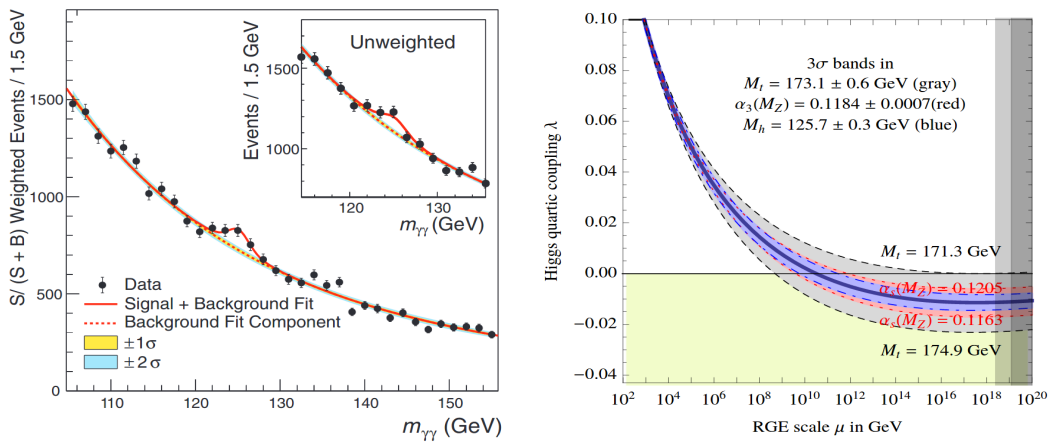 S/ (S + B) Weighted Events / 1.5 GeV
1500
1000
600
400
200
0
110
120
130
140
150
m_γγ (GeV)
Data
Signal + Background Fit
Background Fit Component
±1σ
±2σ
Unweighted
Events / 1.5 GeV
1500
1000
120
130
m_γγ (GeV)
Higgs quartic coupling λ
0.10
0.08
0.06
0.04
0.02
0.00
−0.02
−0.04
3σ bands in
M_t = 173.1 ± 0.6 GeV (gray)
α_3(M_Z) = 0.1184 ± 0.0007(red)
M_h = 125.7 ± 0.3 GeV (blue)
M_t = 171.3 GeV
α_s(M_Z) = 0.1205
α_s(M_Z) = 0.1163
M_t = 174.9 GeV
10^2
10^4
10^6
10^8
10^10
10^12
10^14
10^16
10^18
10^20
RGE scale μ in GeV